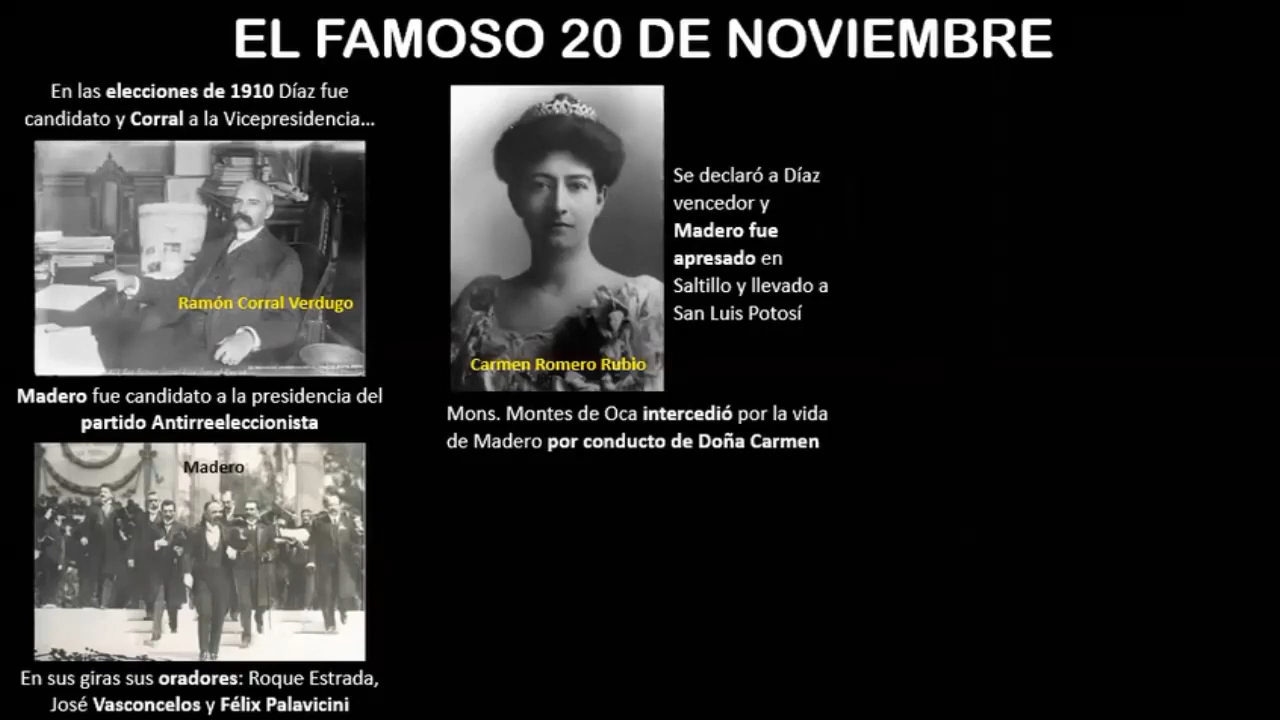 EL FAMOSO 20 DE NOVIEMBRE
En las elecciones de 1910 Díaz fue
candidato y Corral a la Vicepresidencia...
Ramón Corral Verdugo
Madero fue candidato a la presidencia del
partido Antirreeleccionista
Madero
En sus giras sus oradores: Roque Estrada,
José Vasconcelos y Félix Palavicini
Carmen Romero Rubio
Se declaró a Díaz
vencedor y
Madero fue
apresado en
Saltillo y llevado a
San Luis Potosí
Mons. Montes de Oca intercedió por la vida
de Madero por conducto de Doña Carmen